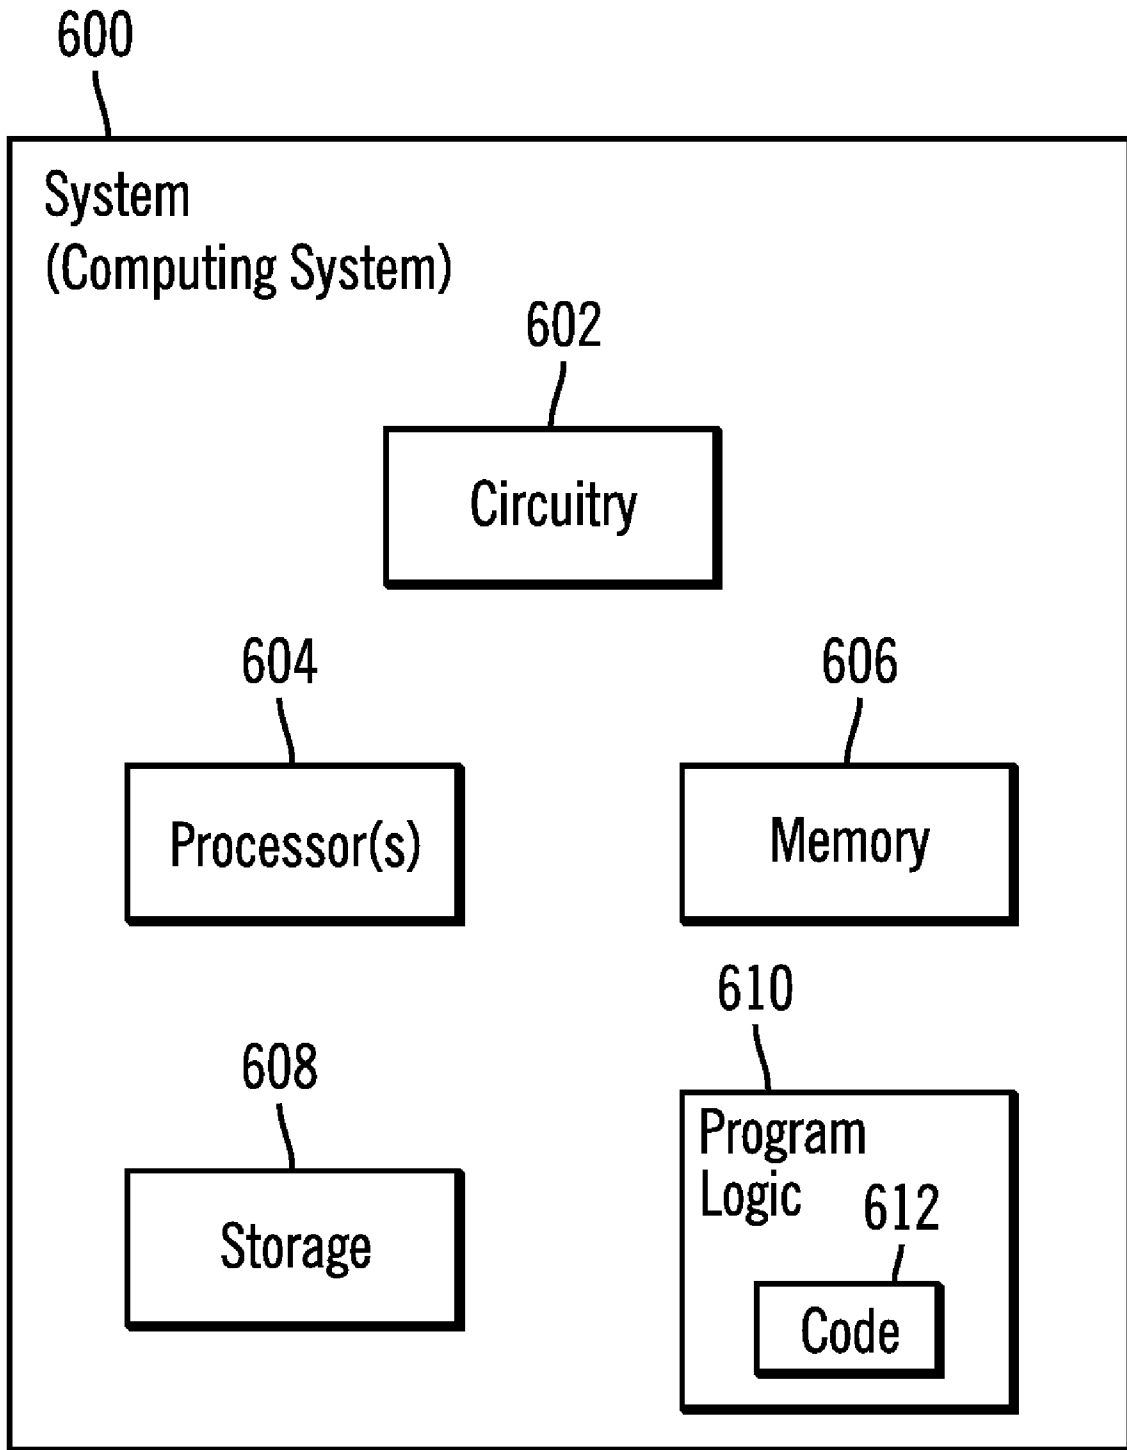 600
System
(Computing System)
602
Circuitry
604
606
Processor(s)
Memory
610
608
Program
Logic
612
Storage
Code